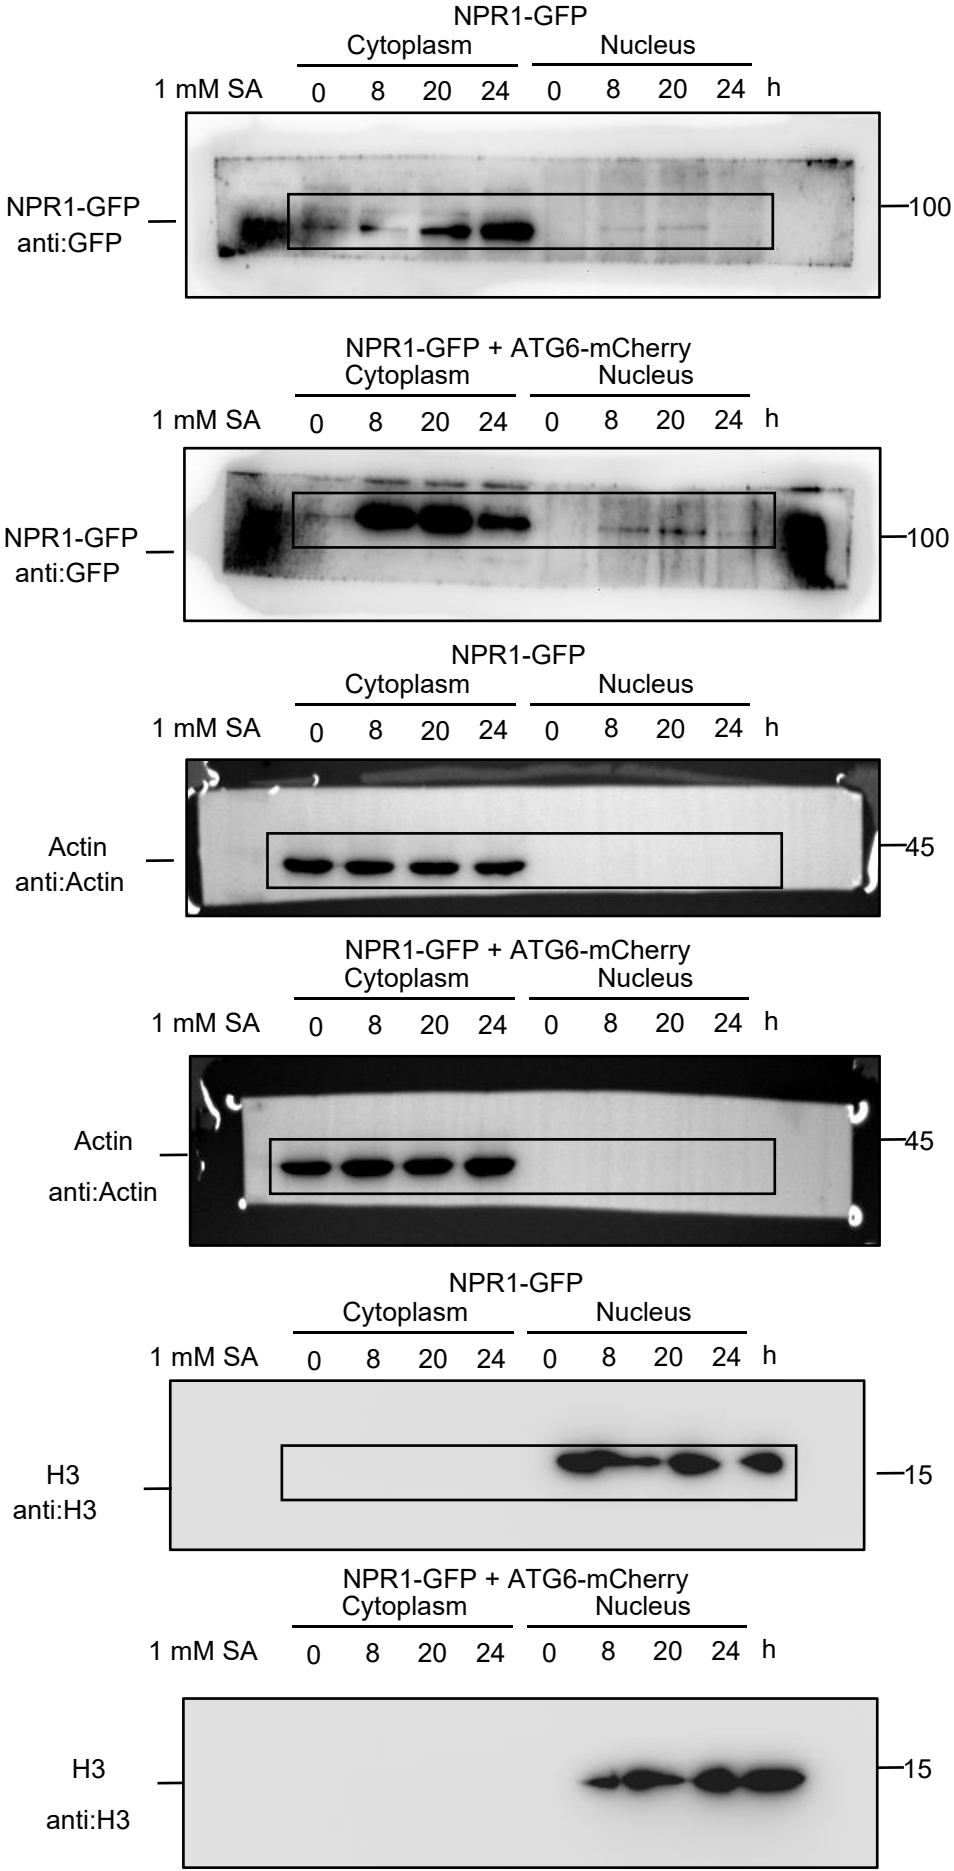 NPR1-GFP
Cytoplasm Nucleus
1 mM SA 0 8 20 24 0 8 20 24 h
NPR1-GFP
anti:GFP
100
NPR1-GFP + ATG6-mCherry
Cytoplasm Nucleus
1 mM SA 0 8 20 24 0 8 20 24 h
NPR1-GFP
anti:GFP
100
NPR1-GFP
Cytoplasm Nucleus
1 mM SA 0 8 20 24 0 8 20 24 h
Actin
anti:Actin
45
NPR1-GFP + ATG6-mCherry
Cytoplasm Nucleus
1 mM SA 0 8 20 24 0 8 20 24 h
Actin
anti:Actin
45
NPR1-GFP
Cytoplasm Nucleus
1 mM SA 0 8 20 24 0 8 20 24 h
H3
anti:H3
15
NPR1-GFP + ATG6-mCherry
Cytoplasm Nucleus
1 mM SA 0 8 20 24 0 8 20 24 h
H3
anti:H3
15